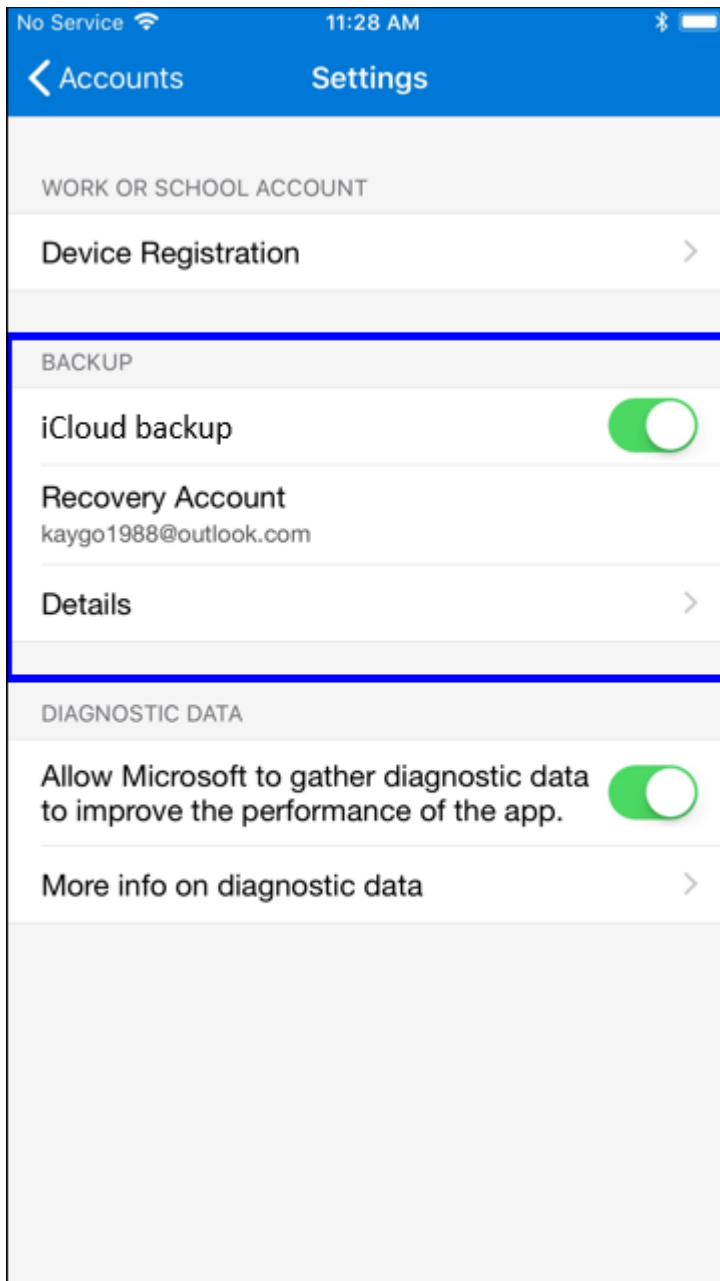 No Service 11:28 AM
Accounts Settings
WORK OR SCHOOL ACCOUNT
Device Registration
BACKUP
iCloud backup
Recovery Account
kaygo1988@outlook.com
Details
DIAGNOSTIC DATA
Allow Microsoft to gather diagnostic data
to improve the performance of the app.
More info on diagnostic data